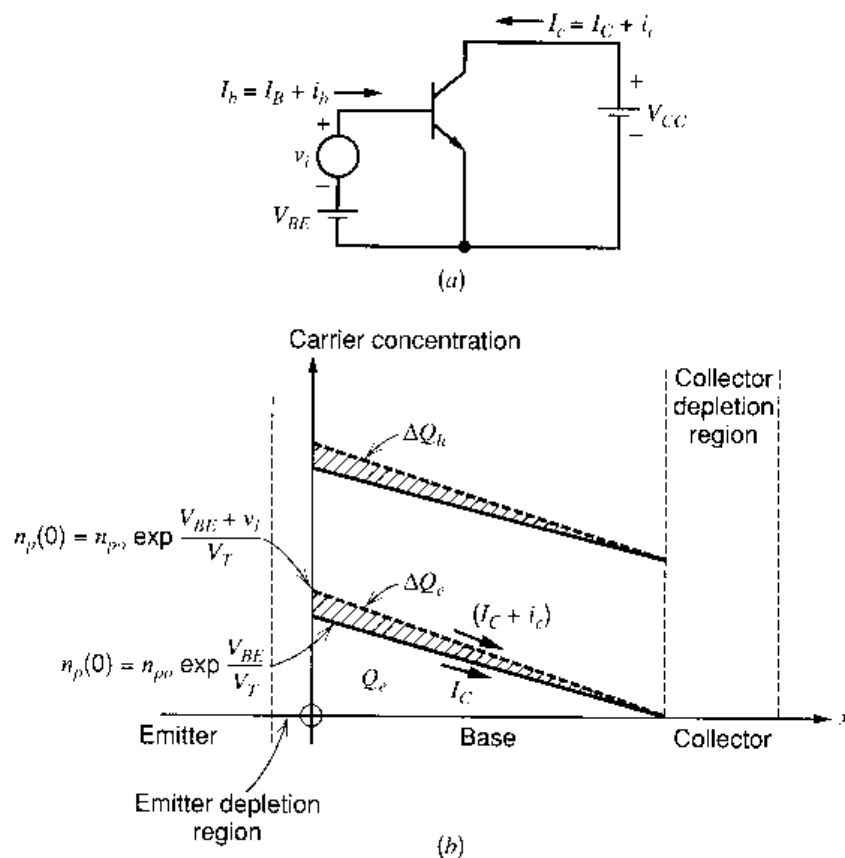 I_c = I_C + i_c
I_b = I_B + i_b
+
v_i
−
V_BE
+
V_CC
−
(a)
Carrier concentration
Collector
depletion
region
ΔQ_h
n_p(0) = n_po exp (V_BE + v_i)/V_T
ΔQ_e
(I_C + i_c)
n_p(0) = n_po exp V_BE/V_T
Q_e
I_C
x
Emitter
Base
Collector
Emitter depletion
region
(b)